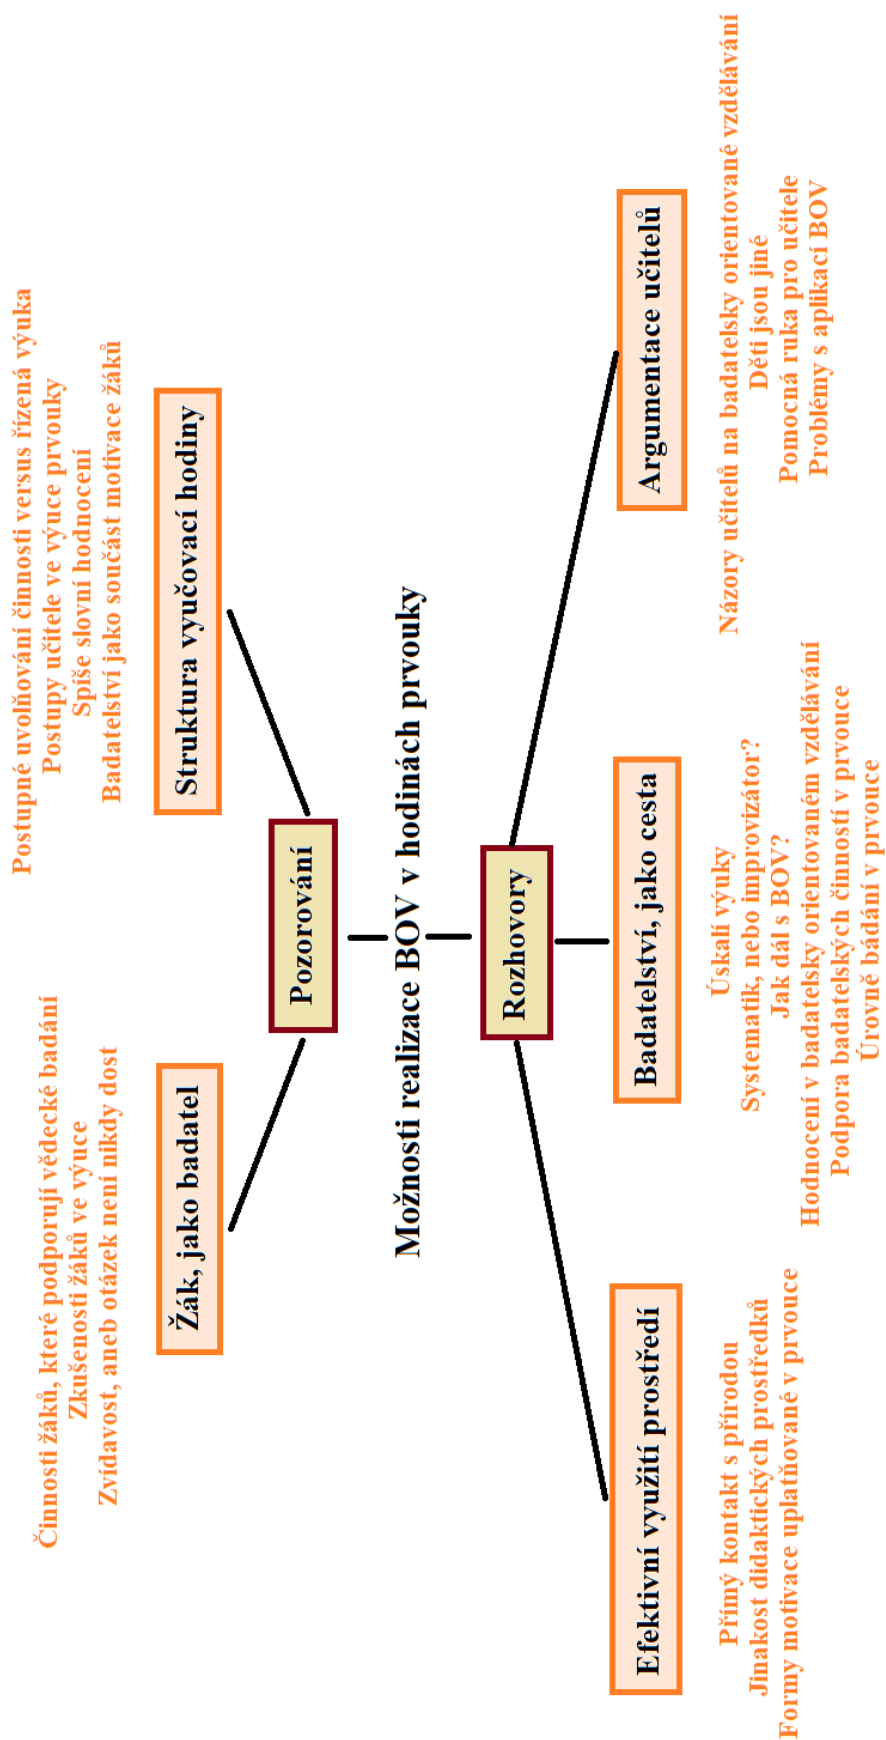 Činnosti žáků, které podporují vědecké badání
Zkušenosti žáků ve výuce
Zvídavost, aneb otázek není nikdy dost
Žák, jako badatel
Postupné uvolňování činnosti versus řízená výuka
Postupy učitele ve výuce prvouky
Spíše slovní hodnocení
Badatelství jako součást motivace žáků
Struktura vyučovací hodiny
Pozorování
Možnosti realizace BOV v hodinách prvouky
Rozhovory
Efektivní využití prostředí
Přímý kontakt s přírodou
Jinakost didaktických prostředků
Formy motivace uplatňované v prvouce
Badatelství, jako cesta
Úskalí výuky
Systematik, nebo improvizátor?
Jak dál s BOV?
Hodnocení v badatelsky orientovaném vzdělávání
Podpora badatelských činností v prvouce
Úrovně bádání v prvouce
Argumentace učitelů
Názory učitelů na badatelsky orientované vzdělávání
Děti jsou jiné
Pomocná ruka pro učitele
Problémy s aplikací BOV